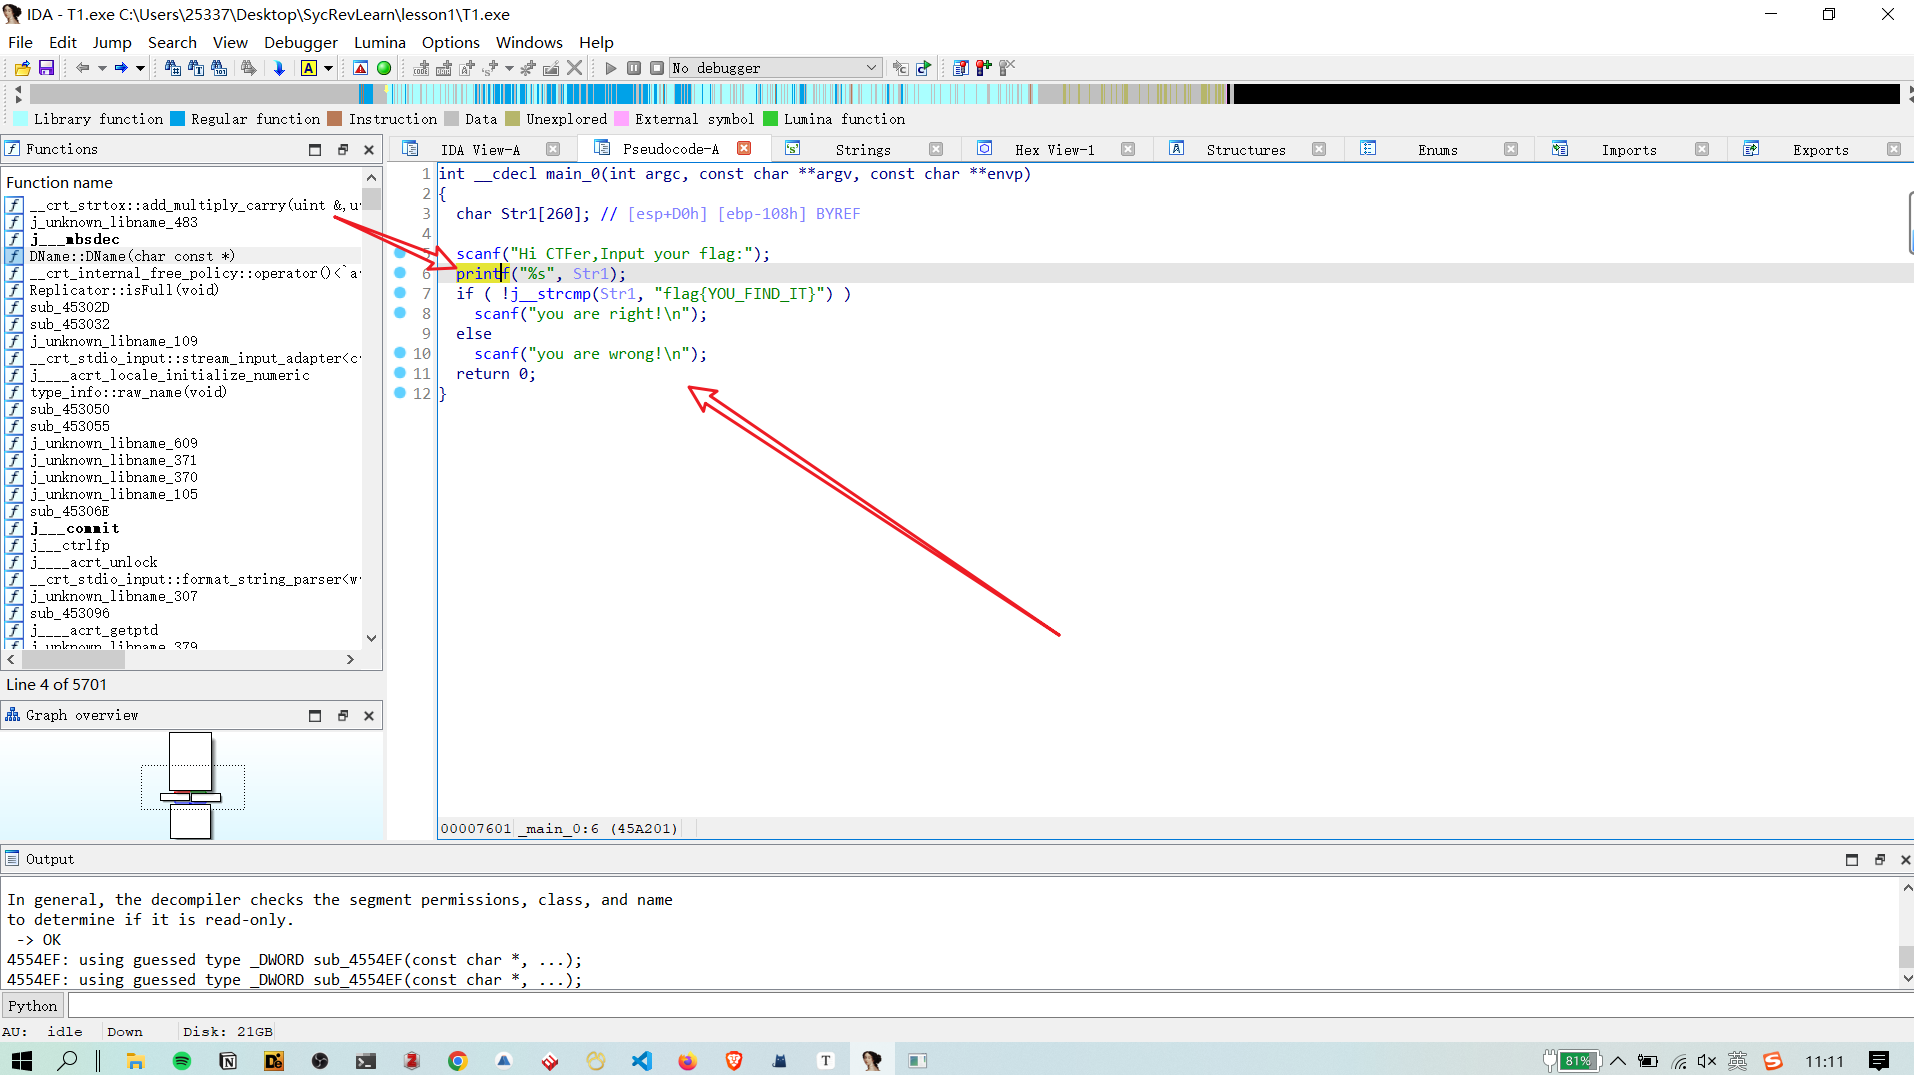 IDA - T1.exe C:\Users\25337\Desktop\SycRevLearn\lesson1\T1.exe
File Edit Jump Search View Debugger Lumina Options Windows Help
No debugger
Library function Regular function Instruction Data Unexplored External symbol Lumina function
Functions
Function name
__crt_strtox::add_multiply_carry(uint &,u
j_unknown_libname_483
j___mbsdec
DName::DName(char const *)
__crt_internal_free_policy::operator()<`a
Replicator::isFull(void)
sub_45302D
sub_453032
j_unknown_libname_109
__crt_stdio_input::stream_input_adapter<c
j____acrt_locale_initialize_numeric
type_info::raw_name(void)
sub_453050
sub_453055
j_unknown_libname_609
j_unknown_libname_371
j_unknown_libname_370
j_unknown_libname_105
sub_45306E
j___commit
j___ctrlfp
j____acrt_unlock
__crt_stdio_input::format_string_parser<w
j_unknown_libname_307
sub_453096
j____acrt_getptd
j_unknown_libname_379
Line 4 of 5701
Graph overview
IDA View-A Pseudocode-A Strings Hex View-1 Structures Enums Imports Exports
1 int __cdecl main_0(int argc, const char **argv, const char **envp)
2 {
3 char Str1[260]; // [esp+D0h] [ebp-108h] BYREF
4
5 scanf("Hi CTFer,Input your flag:");
6 printf("%s", Str1);
7 if ( !j__strcmp(Str1, "flag{YOU_FIND_IT}") )
8 scanf("you are right!\n");
9 else
10 scanf("you are wrong!\n");
11 return 0;
12 }
00007601 _main_0:6 (45A201)
Output
In general, the decompiler checks the segment permissions, class, and name
to determine if it is read-only.
-> OK
4554EF: using guessed type _DWORD sub_4554EF(const char *, ...);
4554EF: using guessed type _DWORD sub_4554EF(const char *, ...);
Python
AU: idle Down Disk: 21GB
81% 英 11:11